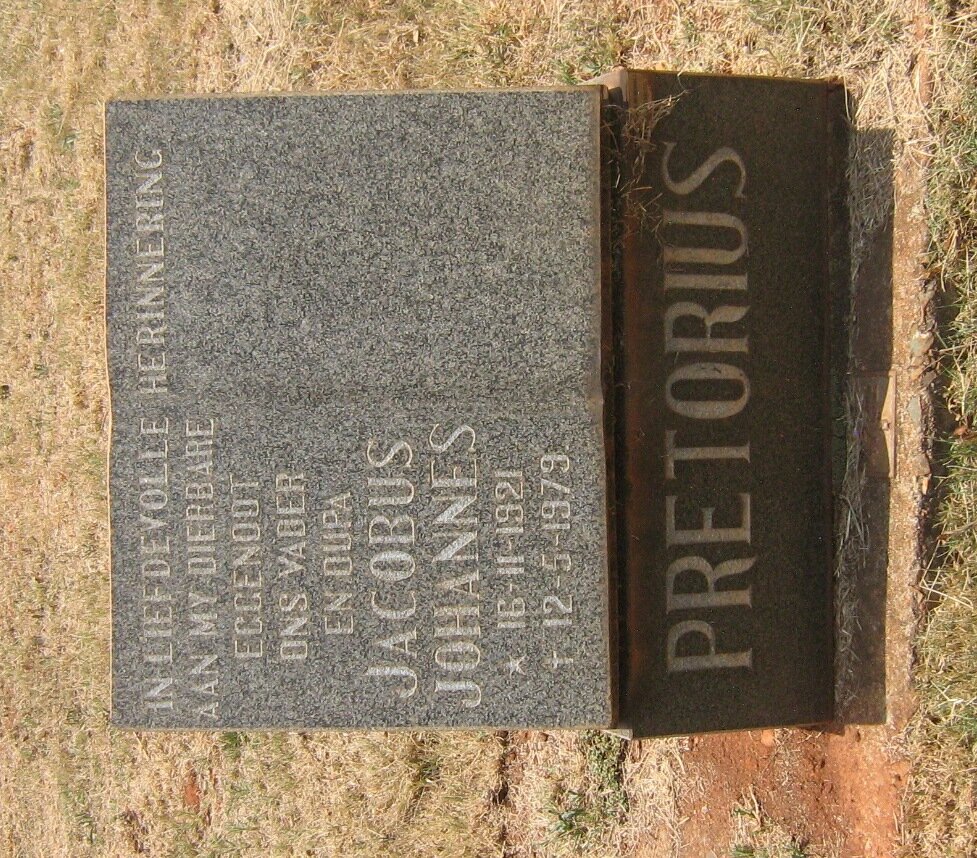 IN LIEFDEVOLLE HERINNERING
AAN MY DIERBARE
EGGENOOT
ONS VADER
EN OUPA
JACOBUS
JOHANNES
★ 16-11-1921
† 12-5-1979
PRETORIUS